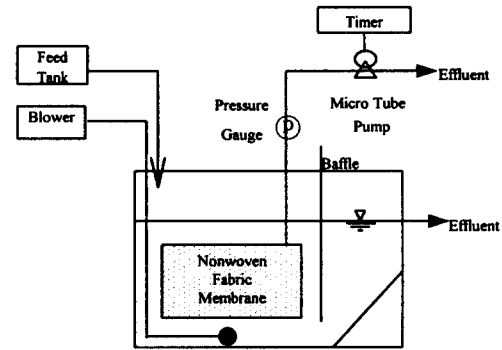 Timer
Feed
Tank
Effluent
Blower
Pressure
Gauge
Micro Tube
Pump
P
Baffle
Effluent
Nonwoven
Fabric
Membrane